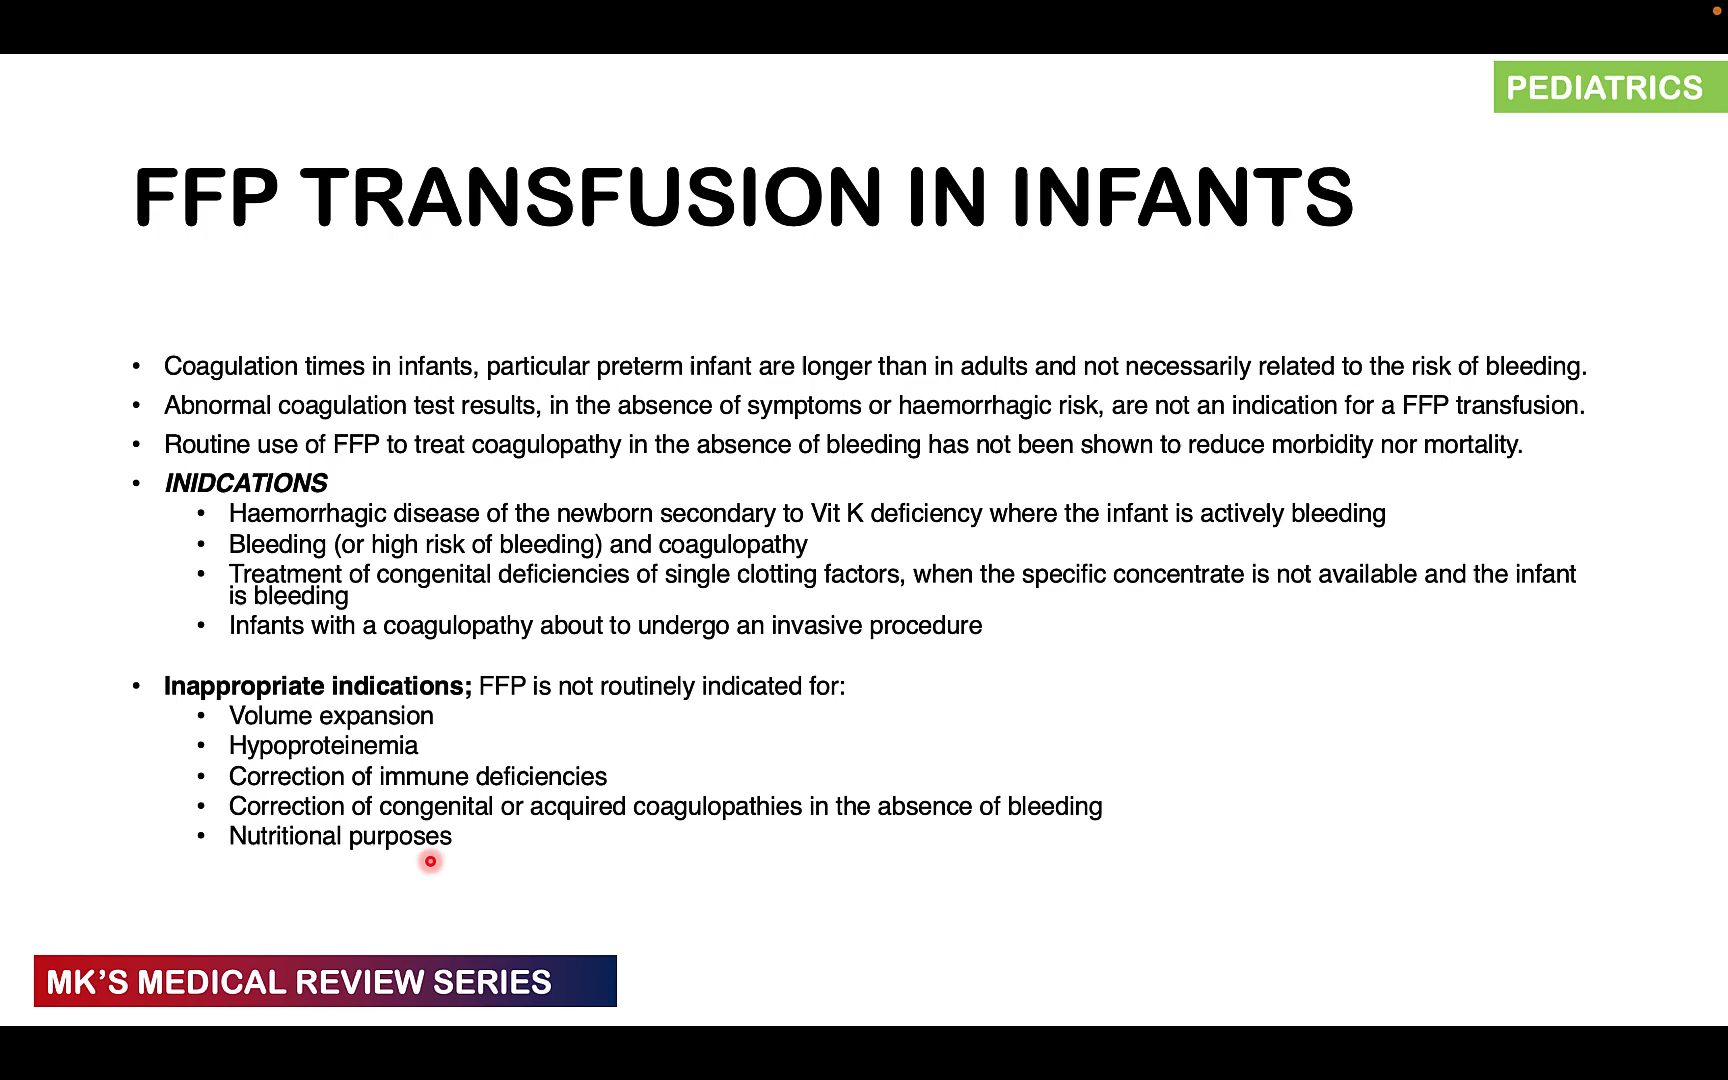 PEDIATRICS
FFP TRANSFUSION IN INFANTS
• Coagulation times in infants, particular preterm infant are longer than in adults and not necessarily related to the risk of bleeding.
• Abnormal coagulation test results, in the absence of symptoms or haemorrhagic risk, are not an indication for a FFP transfusion.
• Routine use of FFP to treat coagulopathy in the absence of bleeding has not been shown to reduce morbidity nor mortality.
• INIDCATIONS
• Haemorrhagic disease of the newborn secondary to Vit K deficiency where the infant is actively bleeding
• Bleeding (or high risk of bleeding) and coagulopathy
• Treatment of congenital deficiencies of single clotting factors, when the specific concentrate is not available and the infant
is bleeding
• Infants with a coagulopathy about to undergo an invasive procedure
• Inappropriate indications; FFP is not routinely indicated for:
• Volume expansion
• Hypoproteinemia
• Correction of immune deficiencies
• Correction of congenital or acquired coagulopathies in the absence of bleeding
• Nutritional purposes
MK'S MEDICAL REVIEW SERIES